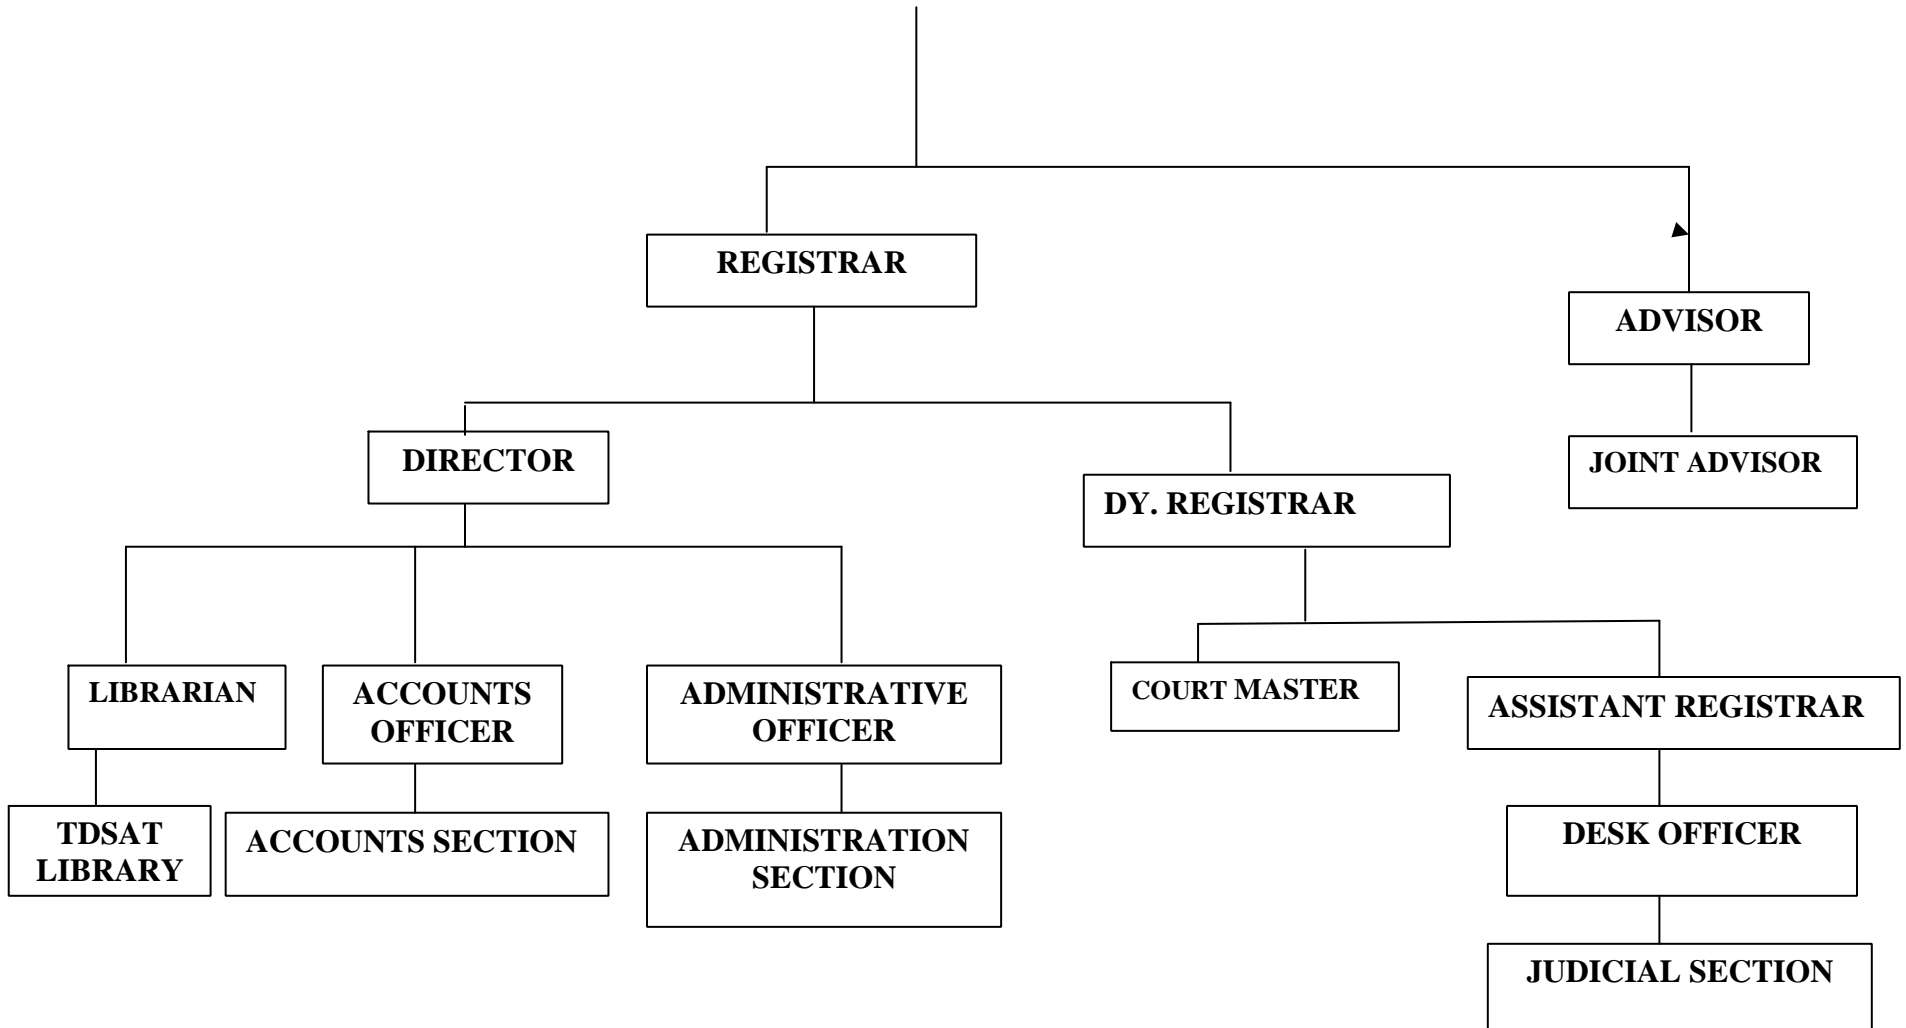 REGISTRAR
ADVISOR
DIRECTOR
JOINT ADVISOR
DY. REGISTRAR
LIBRARIAN
ACCOUNTS
OFFICER
ADMINISTRATIVE
OFFICER
COURT MASTER
ASSISTANT REGISTRAR
TDSAT
LIBRARY
ACCOUNTS SECTION
ADMINISTRATION
SECTION
DESK OFFICER
JUDICIAL SECTION